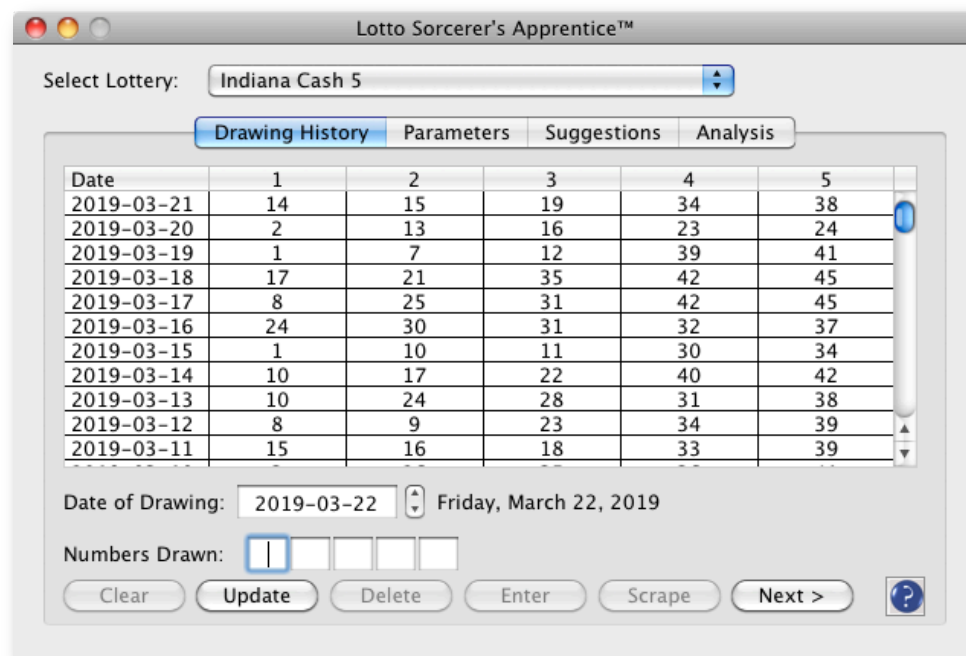 Lotto Sorcerer's Apprentice™
Select Lottery: Indiana Cash 5
Drawing History Parameters Suggestions Analysis
Date 1 2 3 4 5
2019-03-21 14 15 19 34 38
2019-03-20 2 13 16 23 24
2019-03-19 1 7 12 39 41
2019-03-18 17 21 35 42 45
2019-03-17 8 25 31 42 45
2019-03-16 24 30 31 32 37
2019-03-15 1 10 11 30 34
2019-03-14 10 17 22 40 42
2019-03-13 10 24 28 31 38
2019-03-12 8 9 23 34 39
2019-03-11 15 16 18 33 39
Date of Drawing: 2019-03-22 Friday, March 22, 2019
Numbers Drawn:
Clear Update Delete Enter Scrape Next > ?